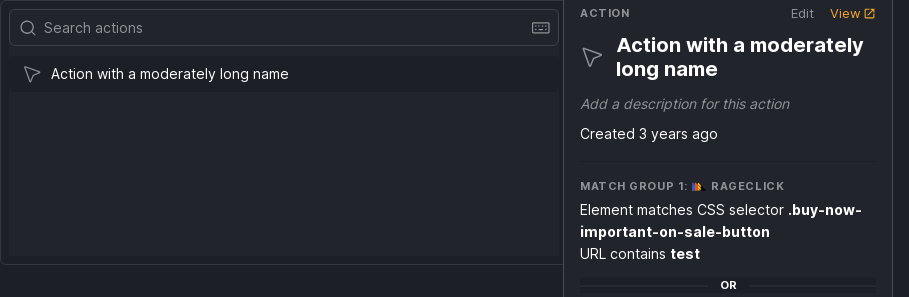 Search actions
Action with a moderately long name
ACTION
Edit
View
Action with a moderately
long name
Add a description for this action
Created 3 years ago
MATCH GROUP 1: RAGECLICK
Element matches CSS selector .buy-now-
important-on-sale-button
URL contains test
OR